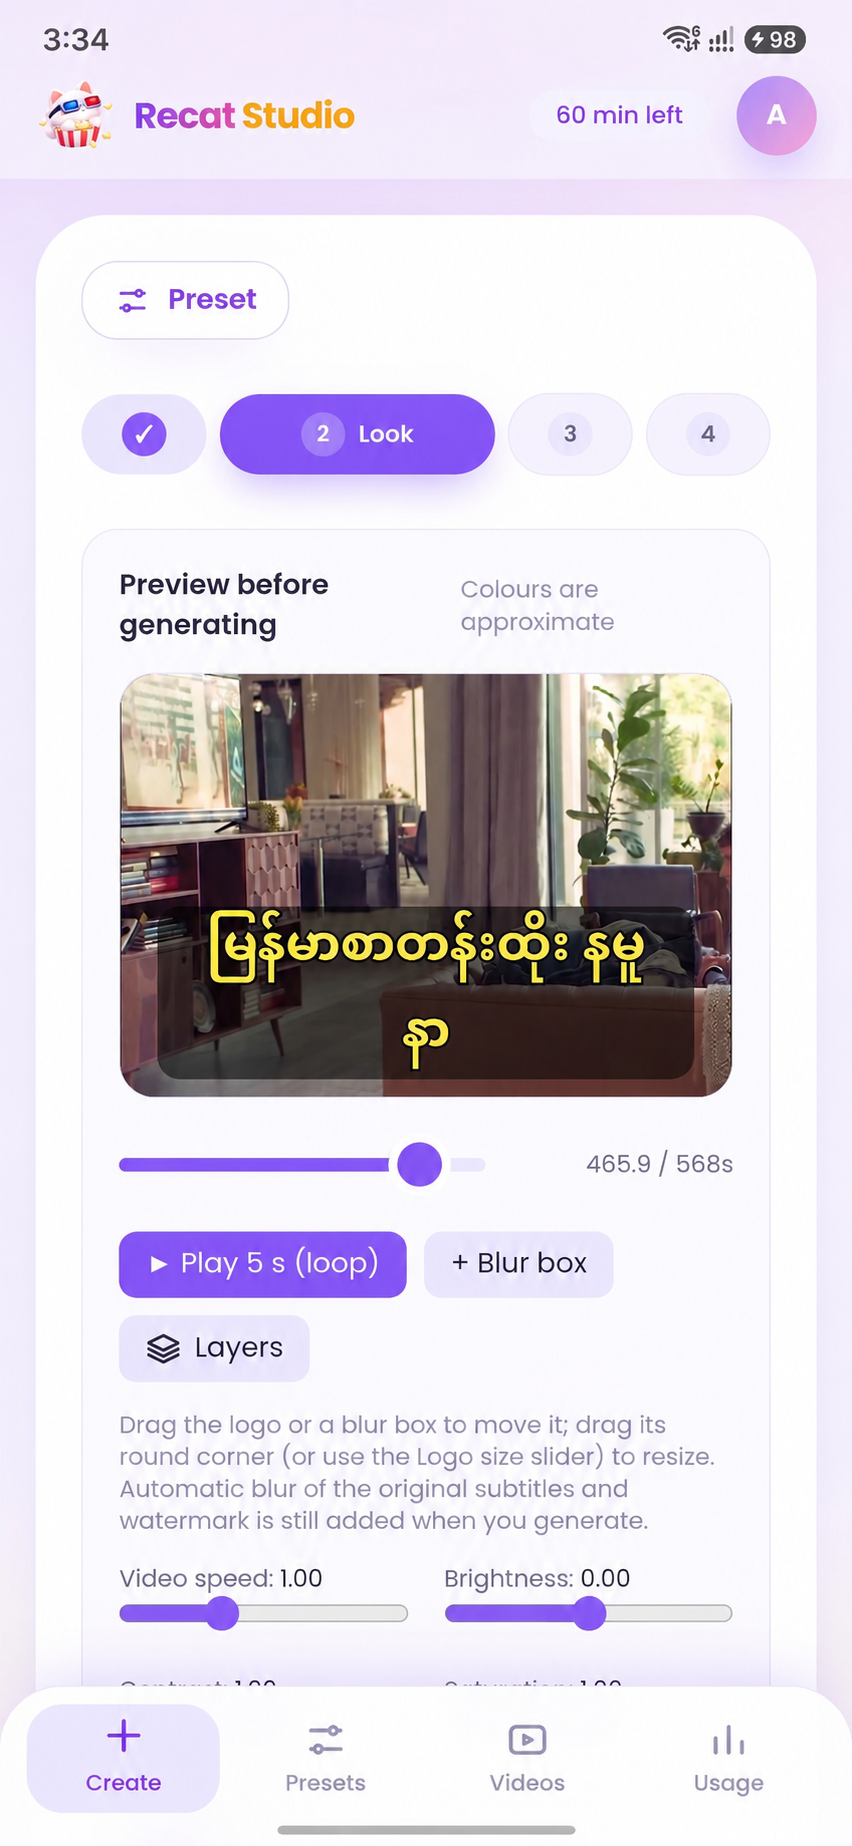 3:34
6
98
Recat Studio
60 min left
A
Preset
✓
2 Look
3
4
Preview before
generating
Colours are
approximate
မြန်မာစာတန်းထိုး နမူ
နာ
465.9 / 568s
► Play 5 s (loop)
+ Blur box
Layers
Drag the logo or a blur box to move it; drag its
round corner (or use the Logo size slider) to resize.
Automatic blur of the original subtitles and
watermark is still added when you generate.
Video speed: 1.00
Brightness: 0.00
Create
Presets
Videos
Usage